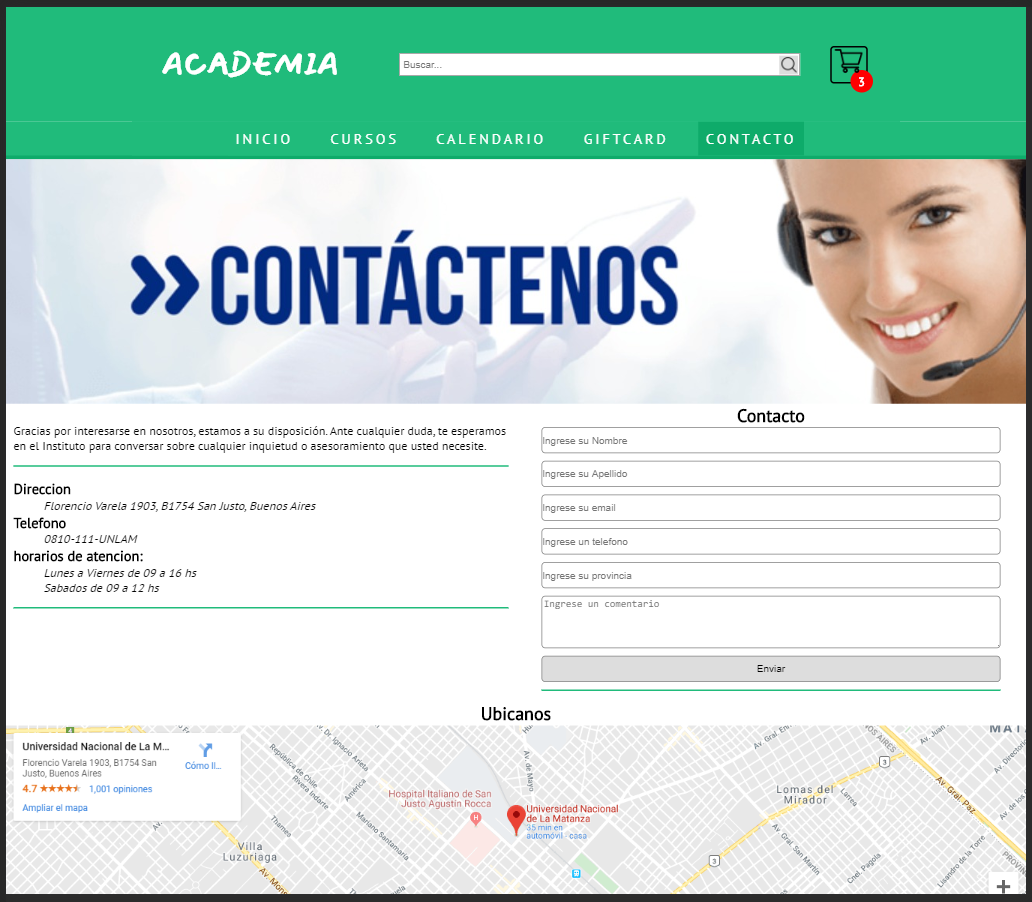 ACADEMIA
Buscar...
3
INICIO CURSOS CALENDARIO GIFTCARD CONTACTO
CONTÁCTENOS
Gracias por interesarse en nosotros, estamos a su disposición. Ante cualquier duda, te esperamos
en el Instituto para conversar sobre cualquier inquietud o asesoramiento que usted necesite.
Direccion
Florencio Varela 1903, B1754 San Justo, Buenos Aires
Telefono
0810-111-UNLAM
horarios de atencion:
Lunes a Viernes de 09 a 16 hs
Sabados de 09 a 12 hs
Contacto
Ingrese su Nombre
Ingrese su Apellido
Ingrese su email
Ingrese un telefono
Ingrese su provincia
Ingrese un comentario
Enviar
Ubicanos
Universidad Nacional de La M...
Florencio Varela 1903, B1754 San
Justo, Buenos Aires
Cómo ll...
4.7 1,001 opiniones
Ampliar el mapa
República de Chile
Rivera Indarte
Av. Dr. Ignacio Arieta
América
Thames
Mariano Santamaría
Villa
Luzuriaga
Hospital Italiano de San
Justo Agustín Rocca
H
Av. de Mayo
Universidad Nacional
de La Matanza
35 min en
automóvil - casa
Av. Gral. Paz
Lomas del
Mirador
Larrea
Av. Gral. San Martín
Cnel. Pagola
Lisandro de la Torre
3
3
+